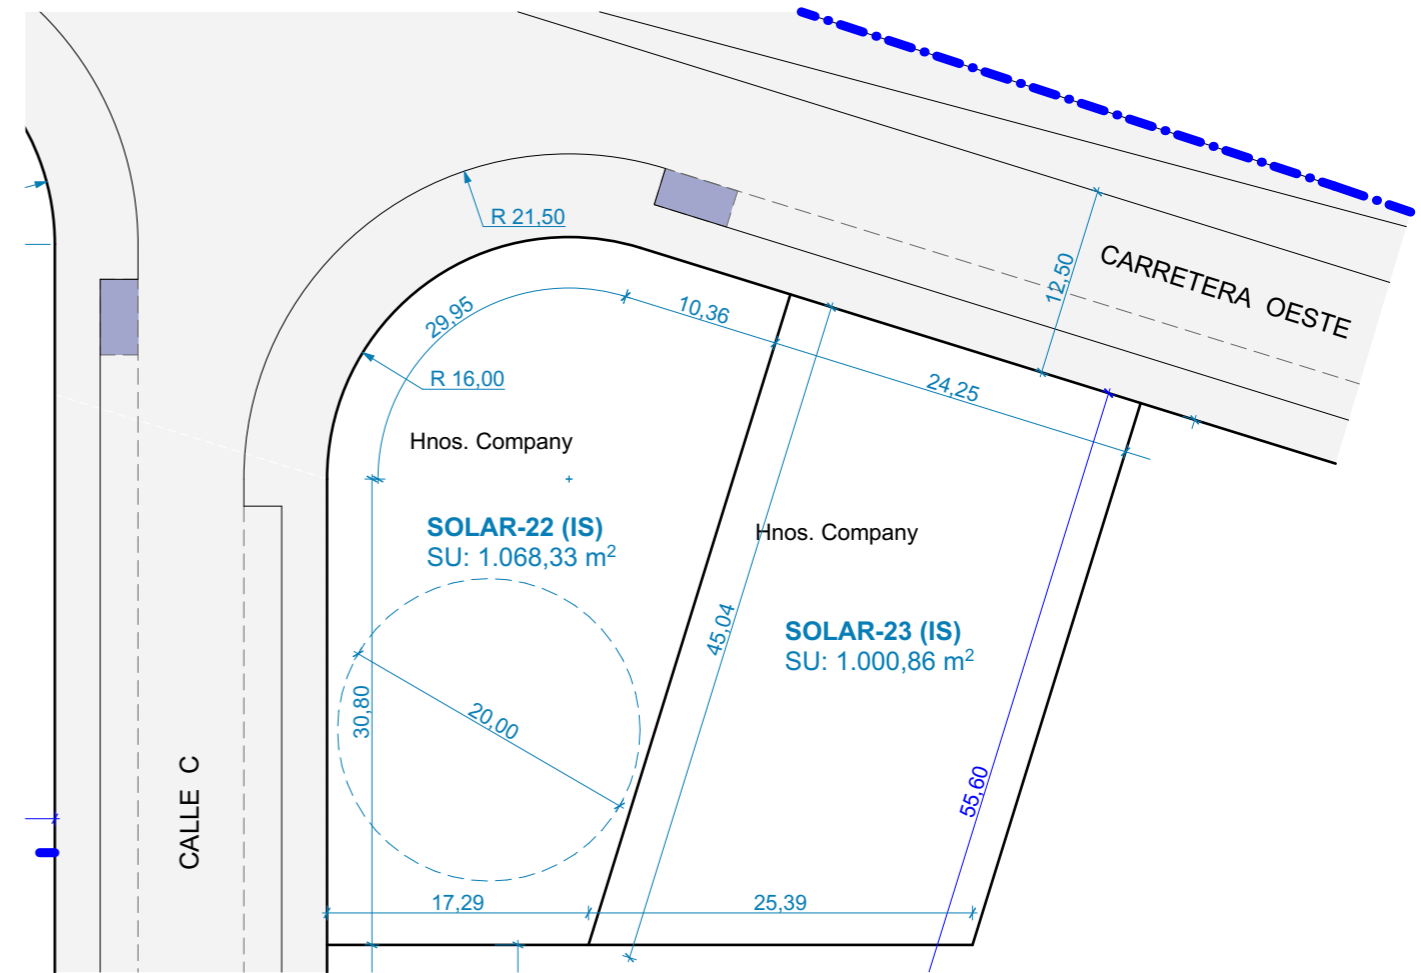 R 21,50
12,50
CARRETERA OESTE
29,95
10,36
R 16,00
24,25
Hnos. Company
SOLAR-22 (IS)
SU: 1.068,33 m²
Hnos. Company
45,04
SOLAR-23 (IS)
SU: 1.000,86 m²
30,80
20,00
55,60
CALLE C
17,29
25,39